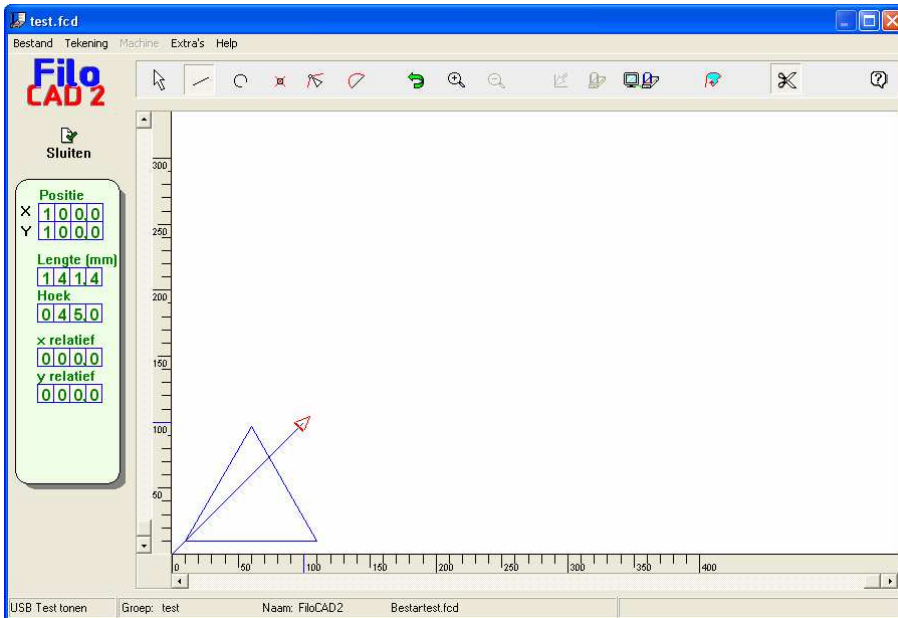 test.fcd
Bestand Tekening Machine Extra's Help
Filo
CAD 2
Sluiten
Positie
X 100,0
Y 100,0
Lengte (mm)
141,4
Hoek
045,0
x relatief
000,0
y relatief
000,0
300
250
200
150
100
50
0 50 100 150 200 250 300 350 400
USB Test tonen Groep: test Naam: FiloCAD2 Bestartest.fcd